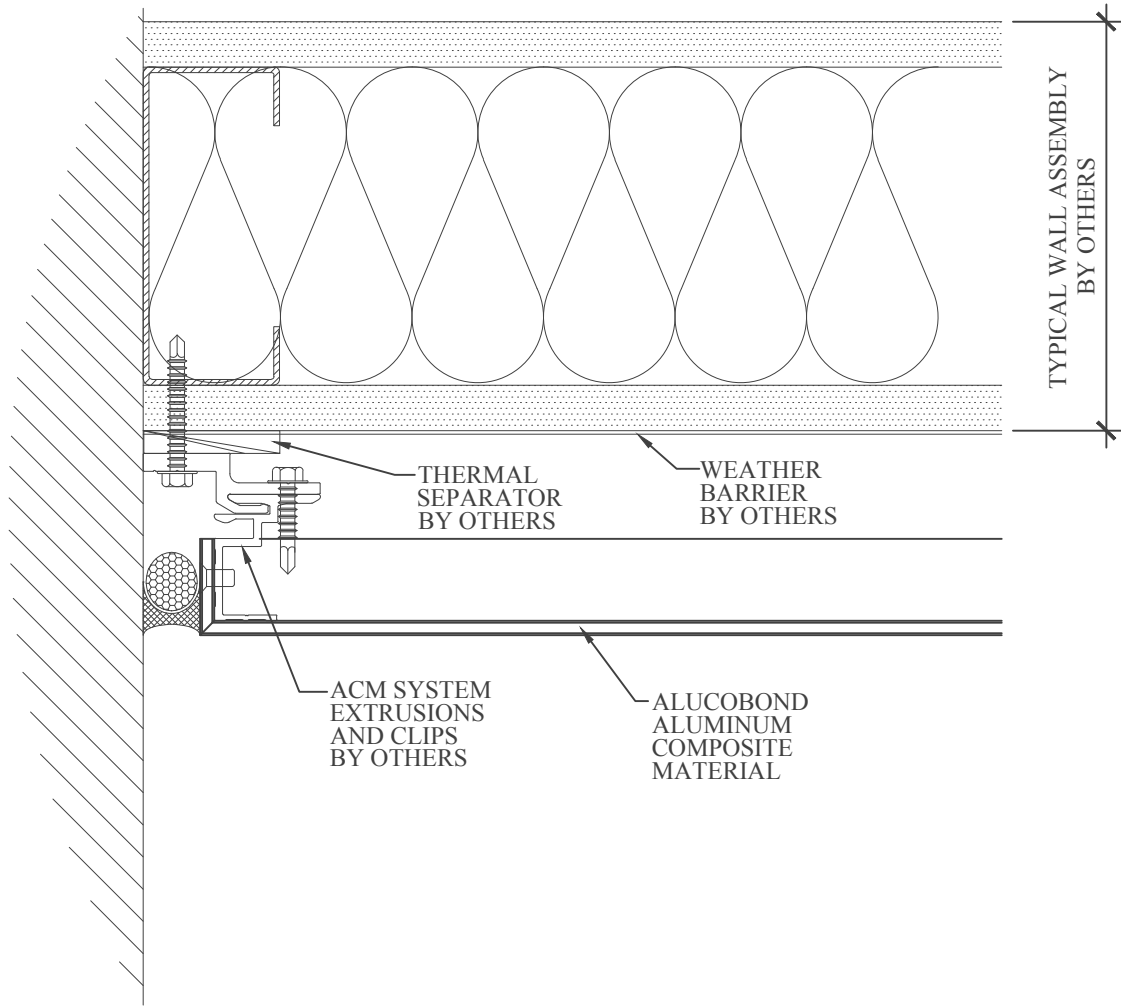 TYPICAL WALL ASSEMBLY
BY OTHERS
THERMAL
SEPARATOR
BY OTHERS
WEATHER
BARRIER
BY OTHERS
ACM SYSTEM
EXTRUSIONS
AND CLIPS
BY OTHERS
ALUCOBOND
ALUMINUM
COMPOSITE
MATERIAL